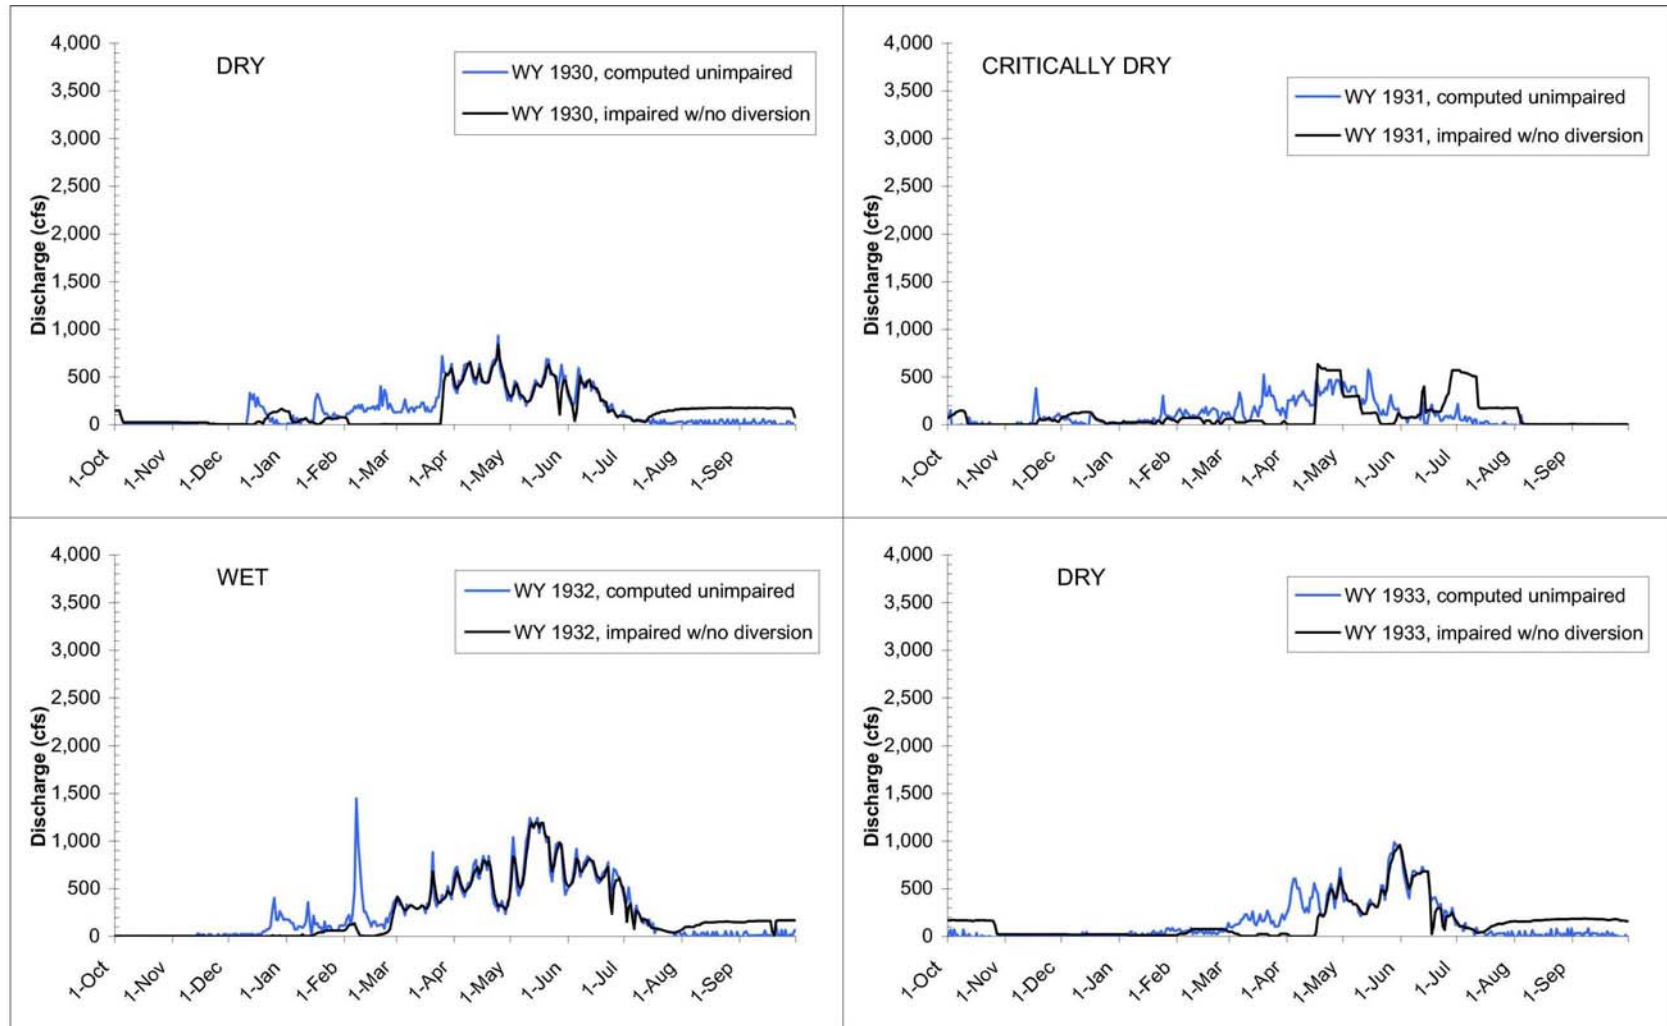 DRY
WY 1930, computed unimpaired
WY 1930, impaired w/no diversion
Discharge (cfs)
4,000
3,500
3,000
2,500
2,000
1,500
1,000
500
0
1-Oct
1-Nov
1-Dec
1-Jan
1-Feb
1-Mar
1-Apr
1-May
1-Jun
1-Jul
1-Aug
1-Sep
CRITICALLY DRY
WY 1931, computed unimpaired
WY 1931, impaired w/no diversion
Discharge (cfs)
4,000
3,500
3,000
2,500
2,000
1,500
1,000
500
0
1-Oct
1-Nov
1-Dec
1-Jan
1-Feb
1-Mar
1-Apr
1-May
1-Jun
1-Jul
1-Aug
1-Sep
WET
WY 1932, computed unimpaired
WY 1932, impaired w/no diversion
Discharge (cfs)
4,000
3,500
3,000
2,500
2,000
1,500
1,000
500
0
1-Oct
1-Nov
1-Dec
1-Jan
1-Feb
1-Mar
1-Apr
1-May
1-Jun
1-Jul
1-Aug
1-Sep
DRY
WY 1933, computed unimpaired
WY 1933, impaired w/no diversion
Discharge (cfs)
4,000
3,500
3,000
2,500
2,000
1,500
1,000
500
0
1-Oct
1-Nov
1-Dec
1-Jan
1-Feb
1-Mar
1-Apr
1-May
1-Jun
1-Jul
1-Aug
1-Sep